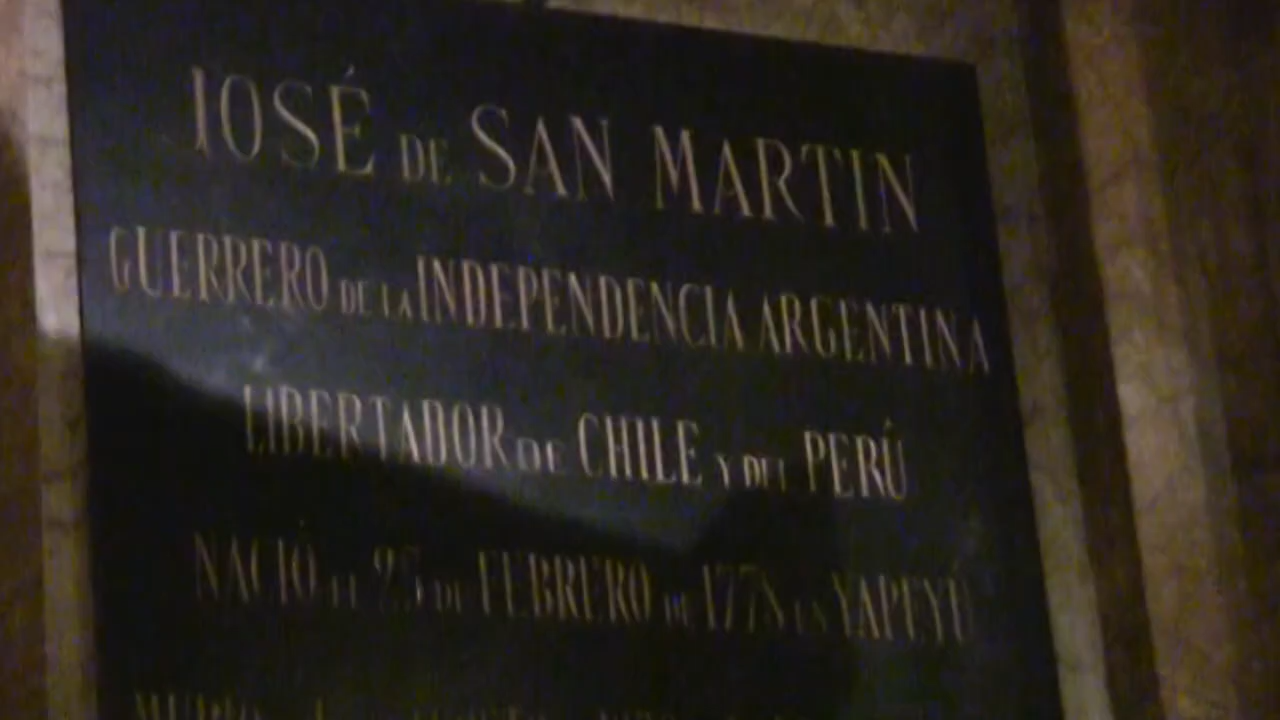 JOSÉ DE SAN MARTIN
GUERRERO DE LA INDEPENDENCIA ARGENTINA
LIBERTADOR DE CHILE Y DEL PERÚ
NACIÓ EL 25 DE FEBRERO DE 1778 EN YAPEYÚ